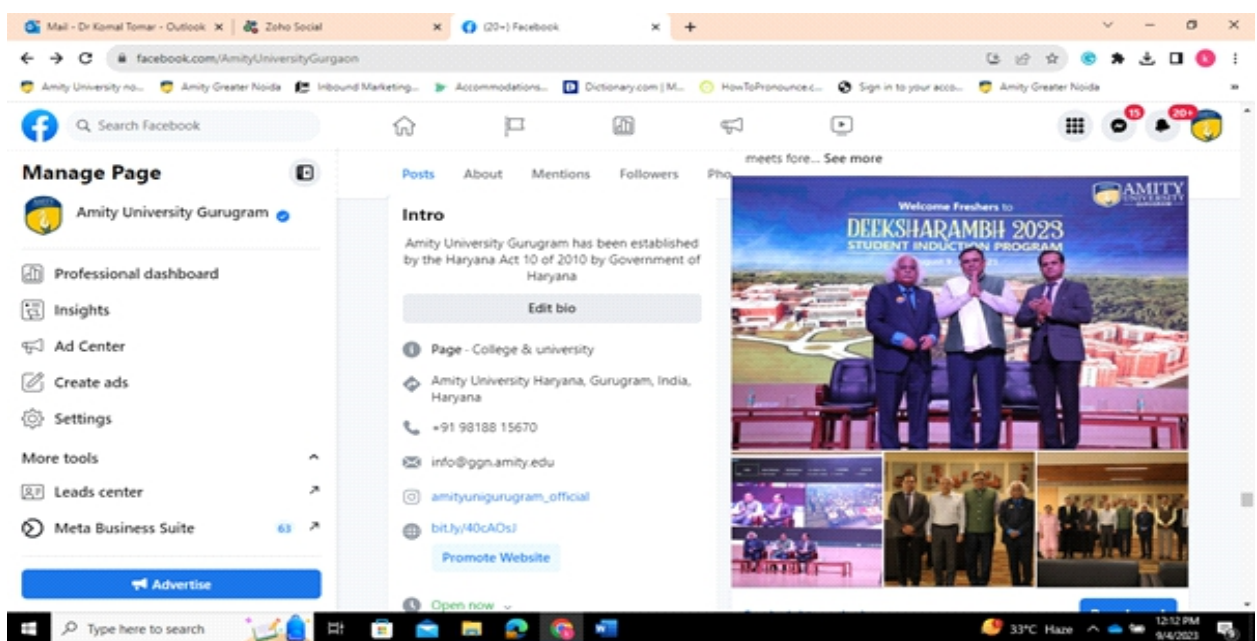 Mail - Dr Komal Tomar - Outlook
Zoho Social
(20+) Facebook
facebook.com/AmityUniversityGurgaon
Amity University no...
Amity Greater Noida
Inbound Marketing...
Accommodations...
Dictionary.com | M...
HowToPronounce.c...
Sign in to your acco...
Amity Greater Noida
Search Facebook
15
20+
Manage Page
Amity University Gurugram
Professional dashboard
Insights
Ad Center
Create ads
Settings
More tools
Leads center
Meta Business Suite
63
Advertise
Posts
About
Mentions
Followers
Pho
Intro
Amity University Gurugram has been established
by the Haryana Act 10 of 2010 by Government of
Haryana
Edit bio
Page - College & university
Amity University Haryana, Gurugram, India,
Haryana
+91 98188 15670
info@ggn.amity.edu
amityunigurugram_official
bit.ly/40cAOsJ
Promote Website
Open now
meets fore... See more
AMITY
UNIVERSITY
Welcome Freshers to
DEEKSHARAMBH 2023
STUDENT INDUCTION PROGRAM
Type here to search
33°C Haze
12:12 PM
9/4/2023